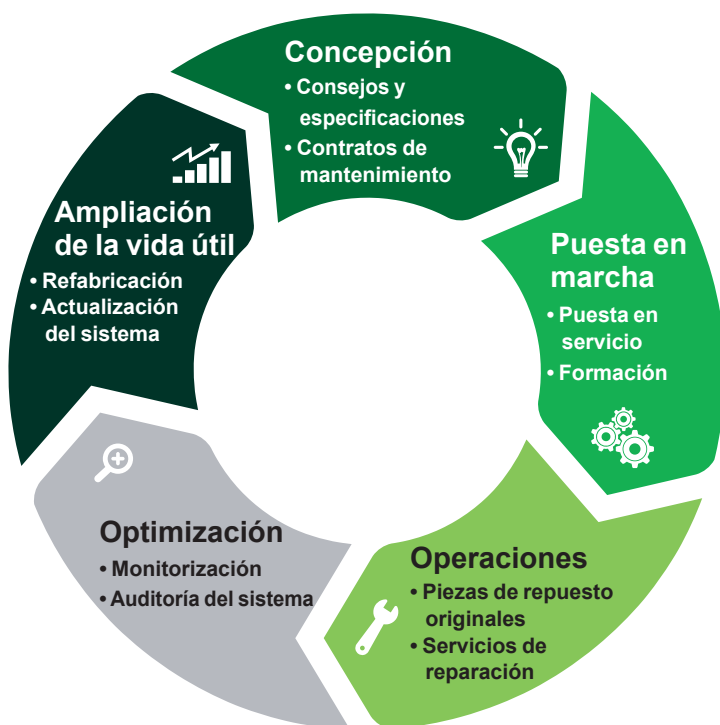 Concepción
• Consejos y
especificaciones
• Contratos de
mantenimiento
Puesta en
marcha
• Puesta en
servicio
• Formación
Operaciones
• Piezas de repuesto
originales
• Servicios de
reparación
Optimización
• Monitorización
• Auditoría del sistema
Ampliación
de la vida útil
• Refabricación
• Actualización
del sistema